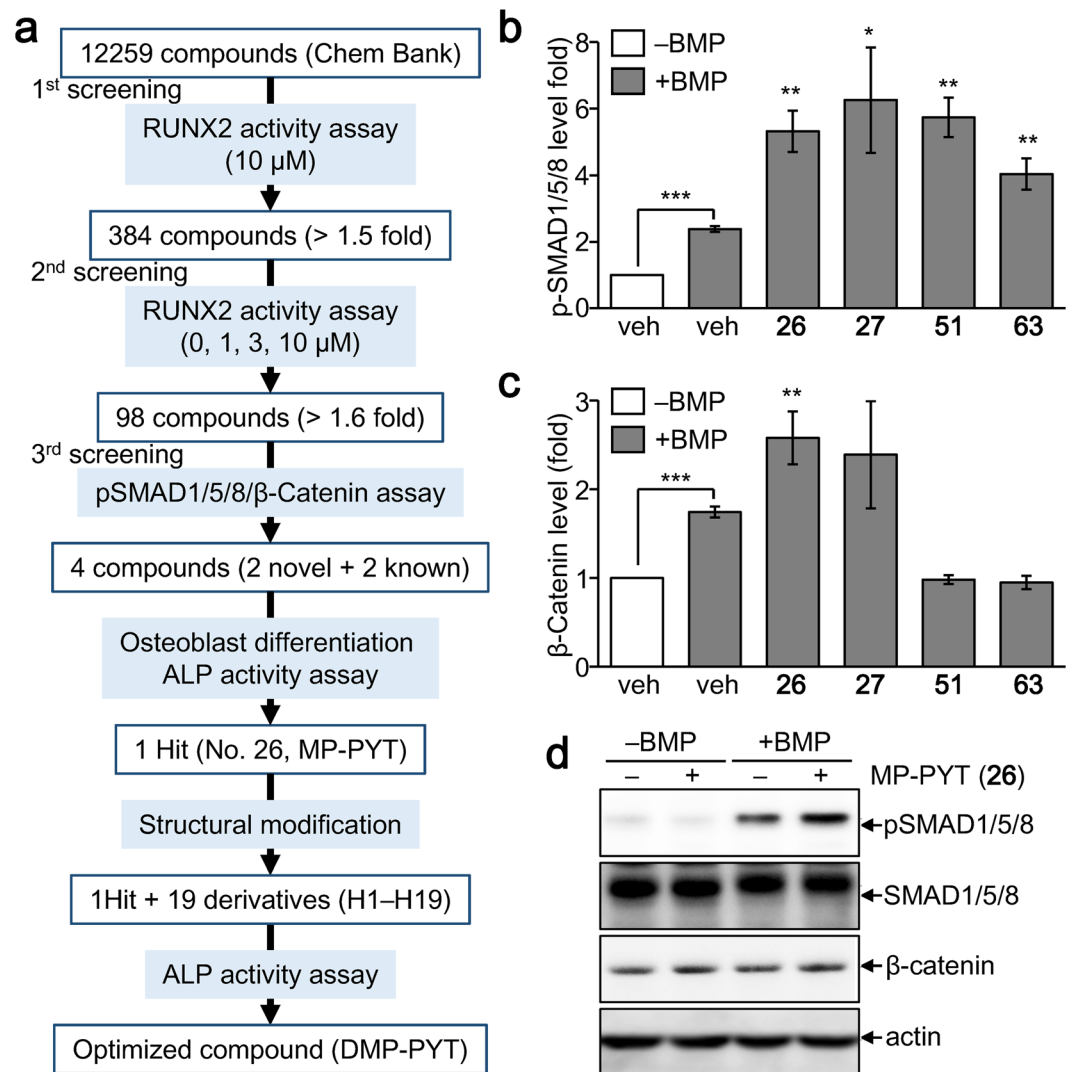 a
12259 compounds (Chem Bank)
1st screening
RUNX2 activity assay
(10 µM)
384 compounds (> 1.5 fold)
2nd screening
RUNX2 activity assay
(0, 1, 3, 10 µM)
98 compounds (> 1.6 fold)
3rd screening
pSMAD1/5/8/β-Catenin assay
4 compounds (2 novel + 2 known)
Osteoblast differentiation
ALP activity assay
1 Hit (No. 26, MP-PYT)
Structural modification
1Hit + 19 derivatives (H1–H19)
ALP activity assay
Optimized compound (DMP-PYT)
b
p-SMAD1/5/8 level fold)
8
6
4
2
0
–BMP
+BMP
***
**
*
**
**
veh veh 26 27 51 63
c
β-Catenin level (fold)
3
2
1
0
–BMP
+BMP
***
**
veh veh 26 27 51 63
d
–BMP +BMP
– + – + MP-PYT (26)
pSMAD1/5/8
SMAD1/5/8
β-catenin
actin